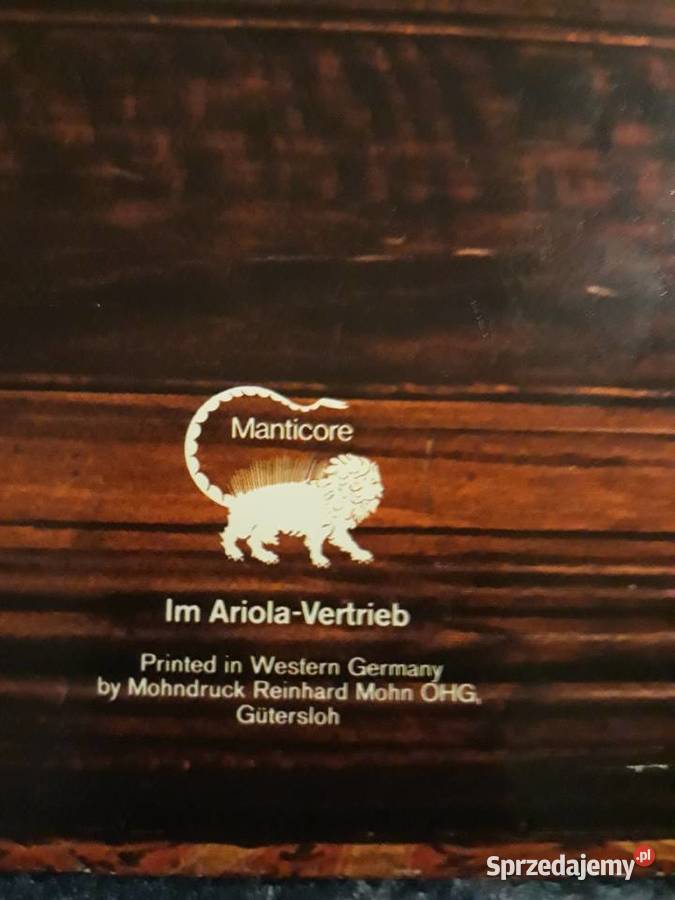 Manticore
Im Ariola-Vertrieb
Printed in Western Germany
by Mohndruck Reinhard Mohn OHG,
Gütersloh
Sprzedajemy.pl